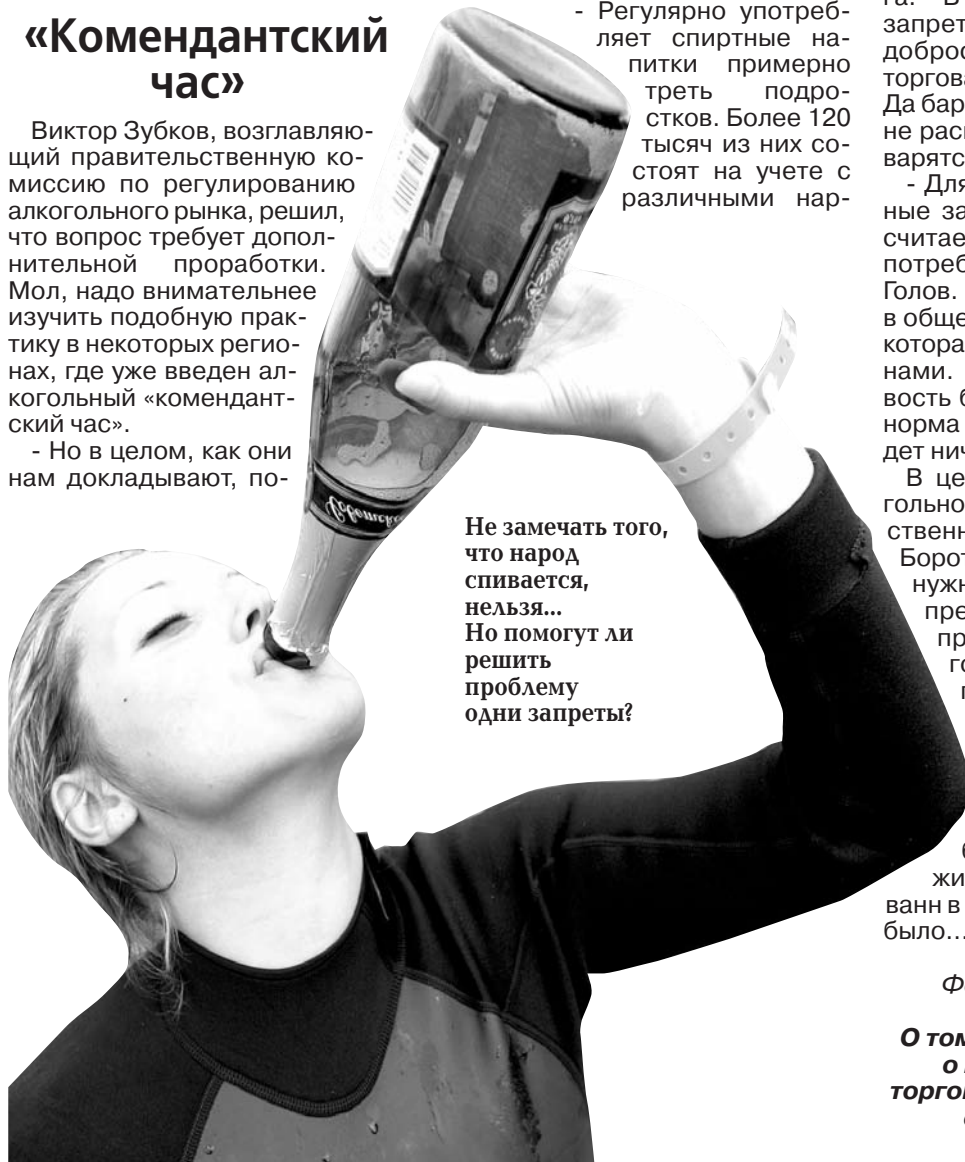 «Комендантский
час»
Виктор Зубков, возглавляю-
щий правительственную ко-
миссию по регулированию
алкогольного рынка, решил,
что вопрос требует допол-
нительной проработки.
Мол, надо внимательнее
изучить подобную прак-
тику в некоторых регио-
нах, где уже введен ал-
когольный «комендант-
ский час».
- Но в целом, как они
нам докладывают, по-
- Регулярно употреб-
ляет спиртные на-
питки примерно
треть подро-
стков. Более 120
тысяч из них со-
стоят на учете с
различными нар-
Советско
Не замечать того,
что народ
спивается,
нельзя...
Но помогут ли
решить
проблему
одни запреты?
га. В
запрет
доброс
торгова
Да бар
не рас
варятс
- Для
ные за
считае
потреб
Голов.
в обще
котора
нами.
вость б
норма
дет нич
В це
гольно
ственн
Борот
нужн
пре
пр
го
п
б
жи
ванн в
было...
Ф
О том
о
торго